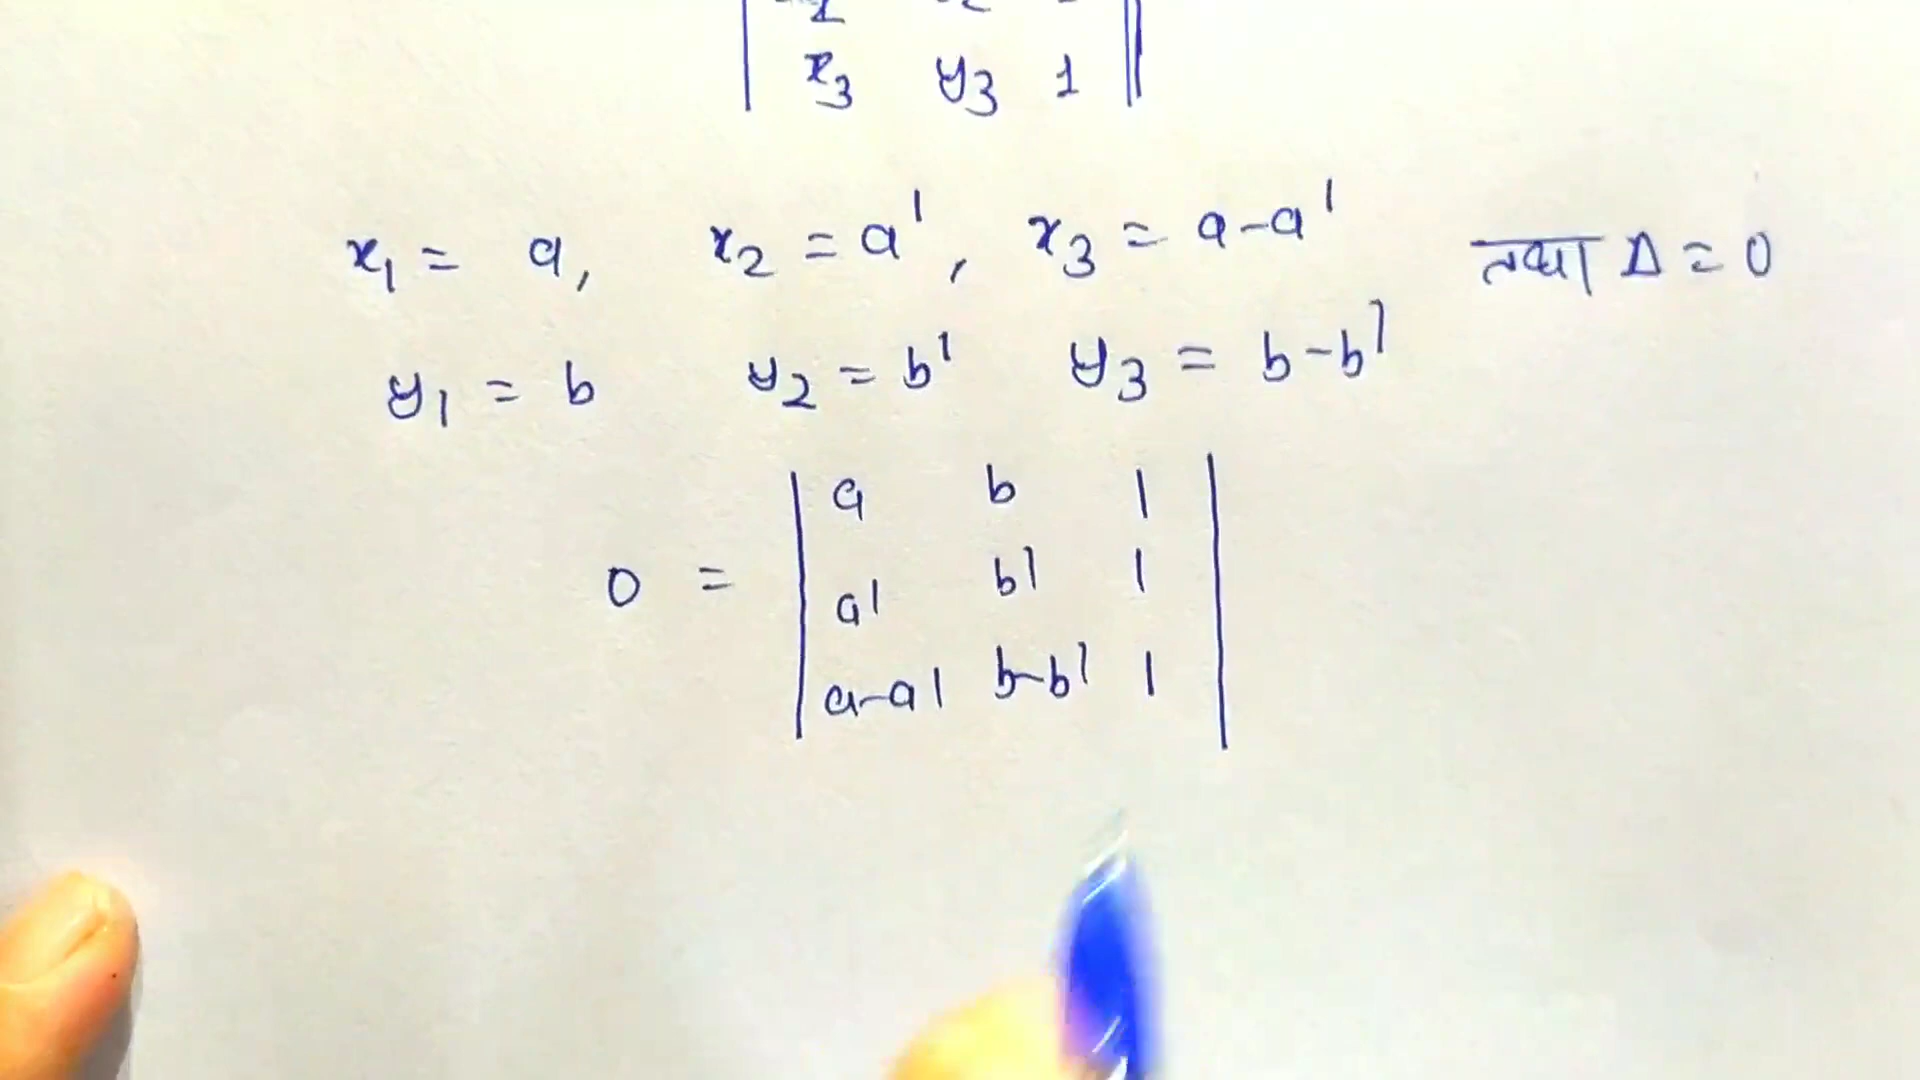 x3 y3 1
x1 = a, x2 = a', x3 = a-a' तथा Δ = 0
y1 = b y2 = b' y3 = b-b'
a b 1
0 = a' b' 1
a-a' b-b' 1